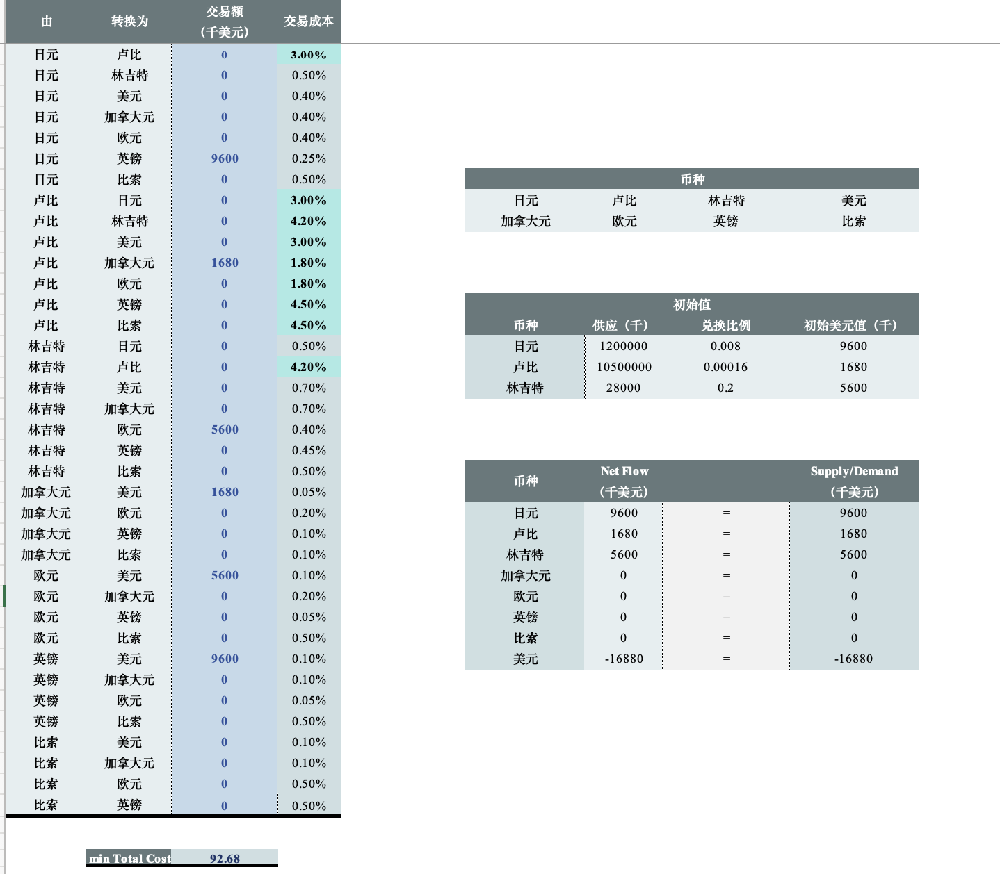 由 转换为 交易额 (千美元) 交易成本
日元 卢比 0 3.00%
日元 林吉特 0 0.50%
日元 美元 0 0.40%
日元 加拿大元 0 0.40%
日元 欧元 0 0.40%
日元 英镑 9600 0.25%
日元 比索 0 0.50%
卢比 日元 0 3.00%
卢比 林吉特 0 4.20%
卢比 美元 0 3.00%
卢比 加拿大元 1680 1.80%
卢比 欧元 0 1.80%
卢比 英镑 0 4.50%
卢比 比索 0 4.50%
林吉特 日元 0 0.50%
林吉特 卢比 0 4.20%
林吉特 美元 0 0.70%
林吉特 加拿大元 0 0.70%
林吉特 欧元 5600 0.40%
林吉特 英镑 0 0.45%
林吉特 比索 0 0.50%
加拿大元 美元 1680 0.05%
加拿大元 欧元 0 0.20%
加拿大元 英镑 0 0.10%
加拿大元 比索 0 0.10%
欧元 美元 5600 0.10%
欧元 加拿大元 0 0.20%
欧元 英镑 0 0.05%
欧元 比索 0 0.50%
英镑 美元 9600 0.10%
英镑 加拿大元 0 0.10%
英镑 欧元 0 0.05%
英镑 比索 0 0.50%
比索 美元 0 0.10%
比索 加拿大元 0 0.10%
比索 欧元 0 0.50%
比索 英镑 0 0.50%
min Total Cost 92.68
币种
日元 卢比 林吉特 美元
加拿大元 欧元 英镑 比索
初始值
币种 供应（千） 兑换比例 初始美元值（千）
日元 1200000 0.008 9600
卢比 10500000 0.00016 1680
林吉特 28000 0.2 5600
币种 Net Flow (千美元) Supply/Demand (千美元)
日元 9600 = 9600
卢比 1680 = 1680
林吉特 5600 = 5600
加拿大元 0 = 0
欧元 0 = 0
英镑 0 = 0
比索 0 = 0
美元 -16880 = -16880